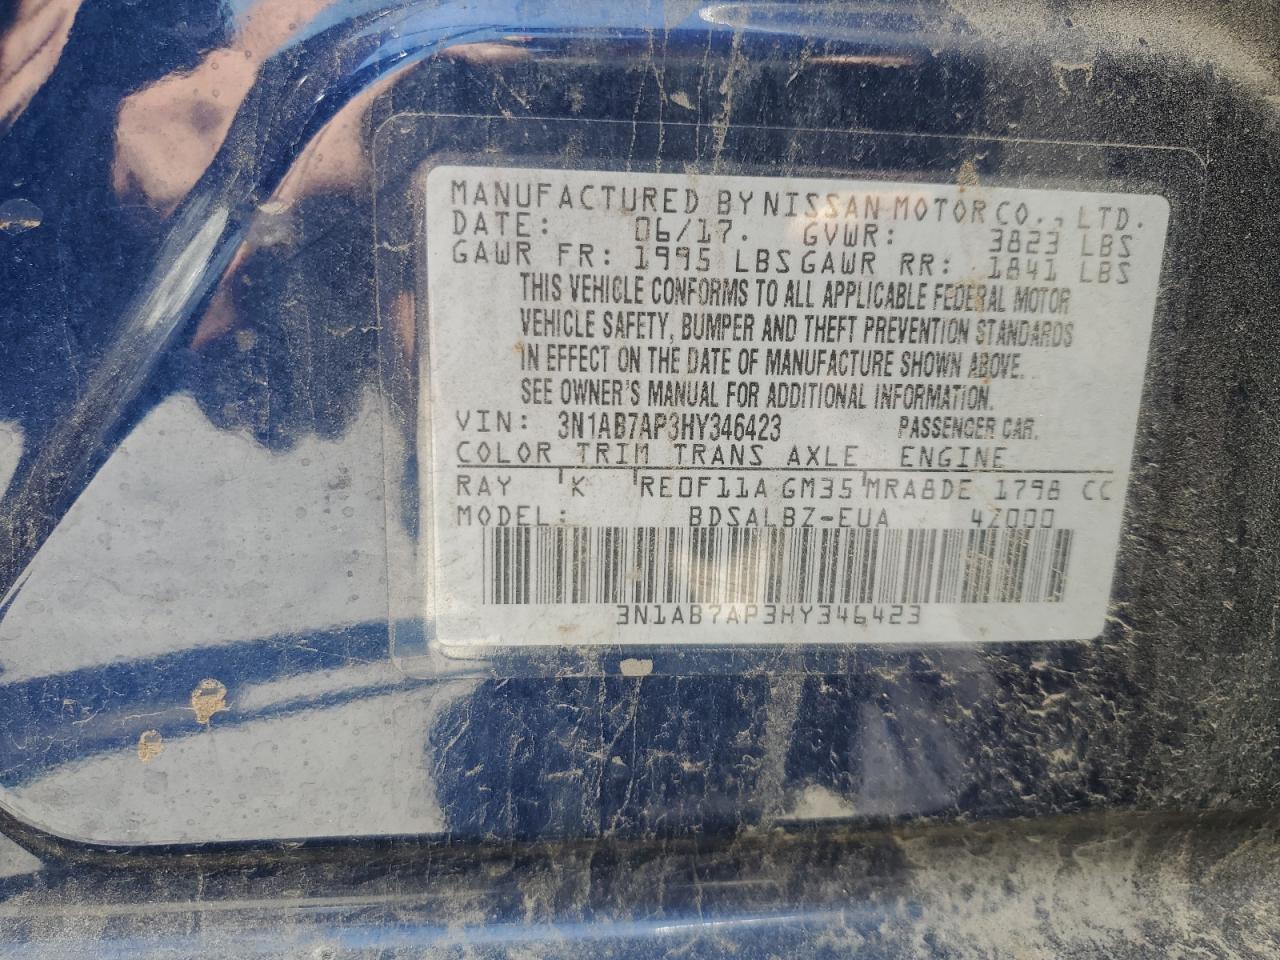 MANUFACTURED BY NISSAN MOTOR CO., LTD.
DATE: 06/17. GVWR: 3823 LBS
GAWR FR: 1995 LBS GAWR RR: 1841 LBS
THIS VEHICLE CONFORMS TO ALL APPLICABLE FEDERAL MOTOR
VEHICLE SAFETY, BUMPER AND THEFT PREVENTION STANDARDS
IN EFFECT ON THE DATE OF MANUFACTURE SHOWN ABOVE.
SEE OWNER'S MANUAL FOR ADDITIONAL INFORMATION.
VIN: 3N1AB7AP3HY346423 PASSENGER CAR.
COLOR TRIM TRANS AXLE ENGINE
RAY K RE0F11A GM35 MRA8DE 1798 CC
MODEL: BDSALBZ-EUA 4Z000
3N1AB7AP3HY346423